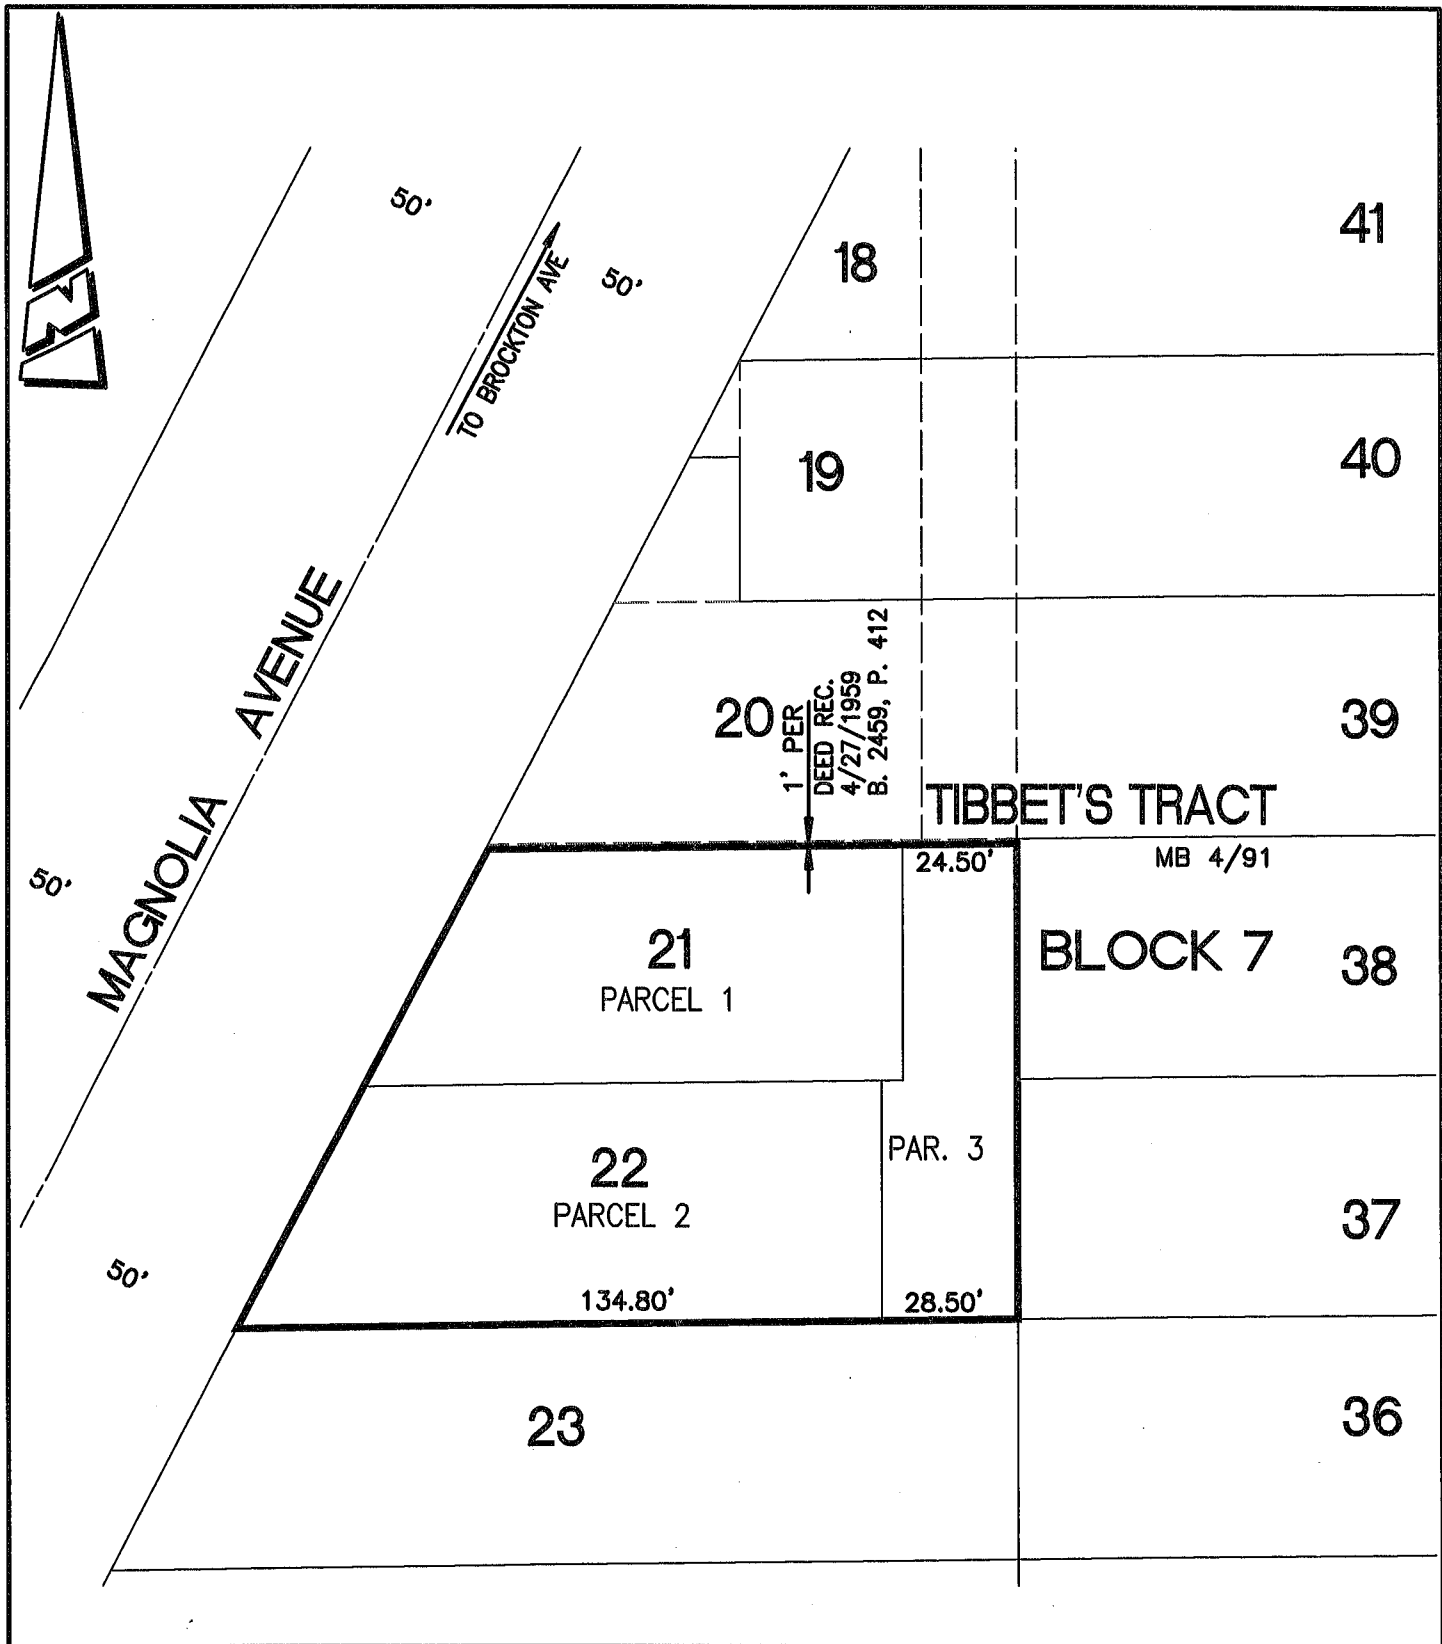 N
50'
50'
TO BROCKTON AVE
18
41
19
40
MAGNOLIA AVENUE
20
1' PER
DEED REC.
4/27/1959
B. 2459, P. 412
39
TIBBET'S TRACT
MB 4/91
24.50'
50'
21
PARCEL 1
BLOCK 7
38
22
PARCEL 2
PAR. 3
37
50'
134.80'
28.50'
23
36